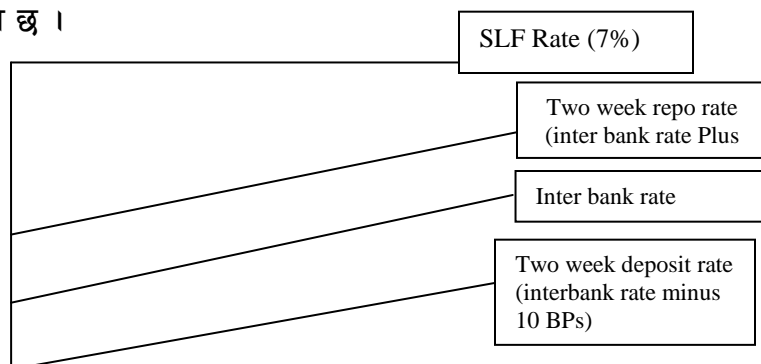 छ ।
SLF Rate (7%)
Two week repo rate
(inter bank rate Plus
Inter bank rate
Two week deposit rate
(interbank rate minus
10 BPs)